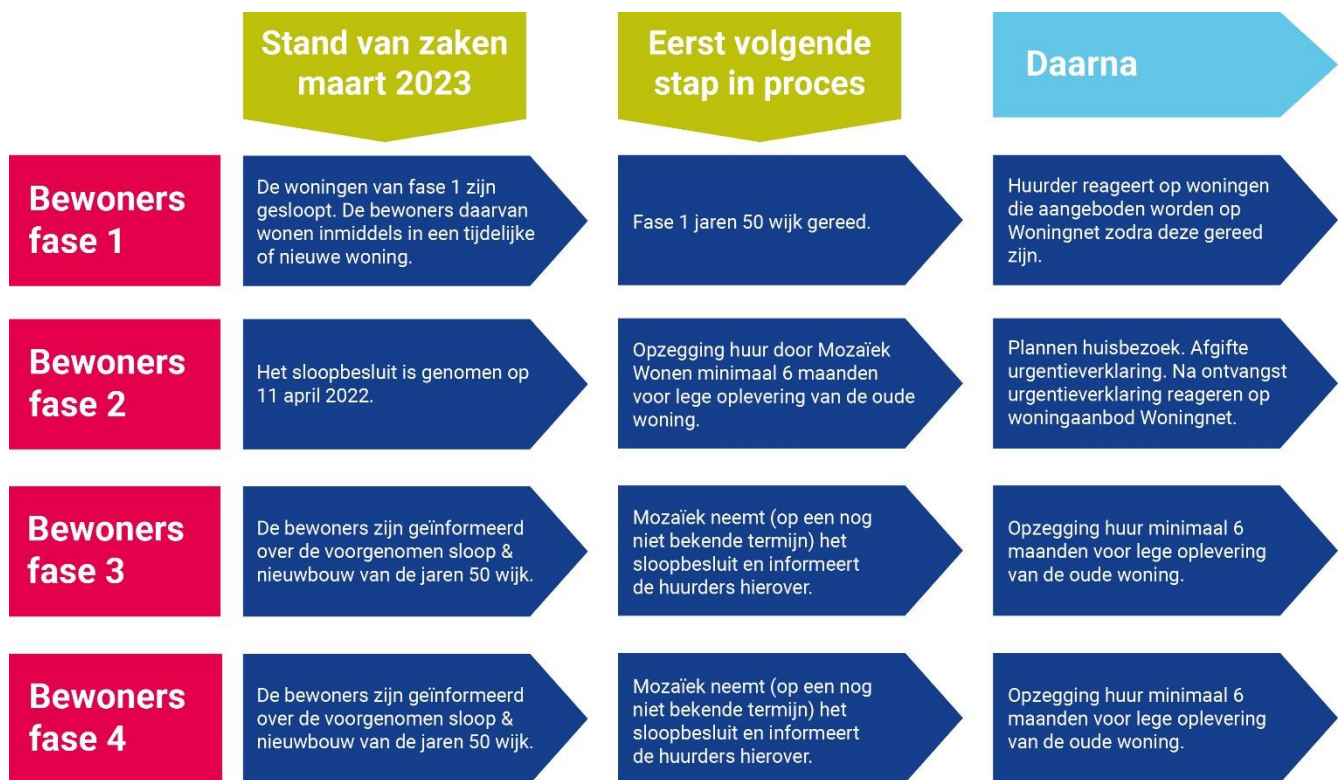 Stand van zaken
maart 2023
Eerst volgende
stap in proces
Daarna
Bewoners
fase 1
De woningen van fase 1 zijn
gesloopt. De bewoners daarvan
wonen inmiddels in een tijdelijke
of nieuwe woning.
Fase 1 jaren 50 wijk gereed.
Huurder reageert op woningen
die aangeboden worden op
Woningnet zodra deze gereed
zijn.
Bewoners
fase 2
Het sloopbesluit is genomen op
11 april 2022.
Opzegging huur door Mozaïek
Wonen minimaal 6 maanden
voor lege oplevering van de oude
woning.
Plannen huisbezoek. Afgifte
urgentieverklaring. Na ontvangst
urgentieverklaring reageren op
woningaanbod Woningnet.
Bewoners
fase 3
De bewoners zijn geïnformeerd
over de voorgenomen sloop &
nieuwbouw van de jaren 50 wijk.
Mozaïek neemt (op een nog
niet bekende termijn) het
sloopbesluit en informeert
de huurders hierover.
Opzegging huur minimaal 6
maanden voor lege oplevering
van de oude woning.
Bewoners
fase 4
De bewoners zijn geïnformeerd
over de voorgenomen sloop &
nieuwbouw van de jaren 50 wijk.
Mozaïek neemt (op een nog
niet bekende termijn) het
sloopbesluit en informeert
de huurders hierover.
Opzegging huur minimaal 6
maanden voor lege oplevering
van de oude woning.